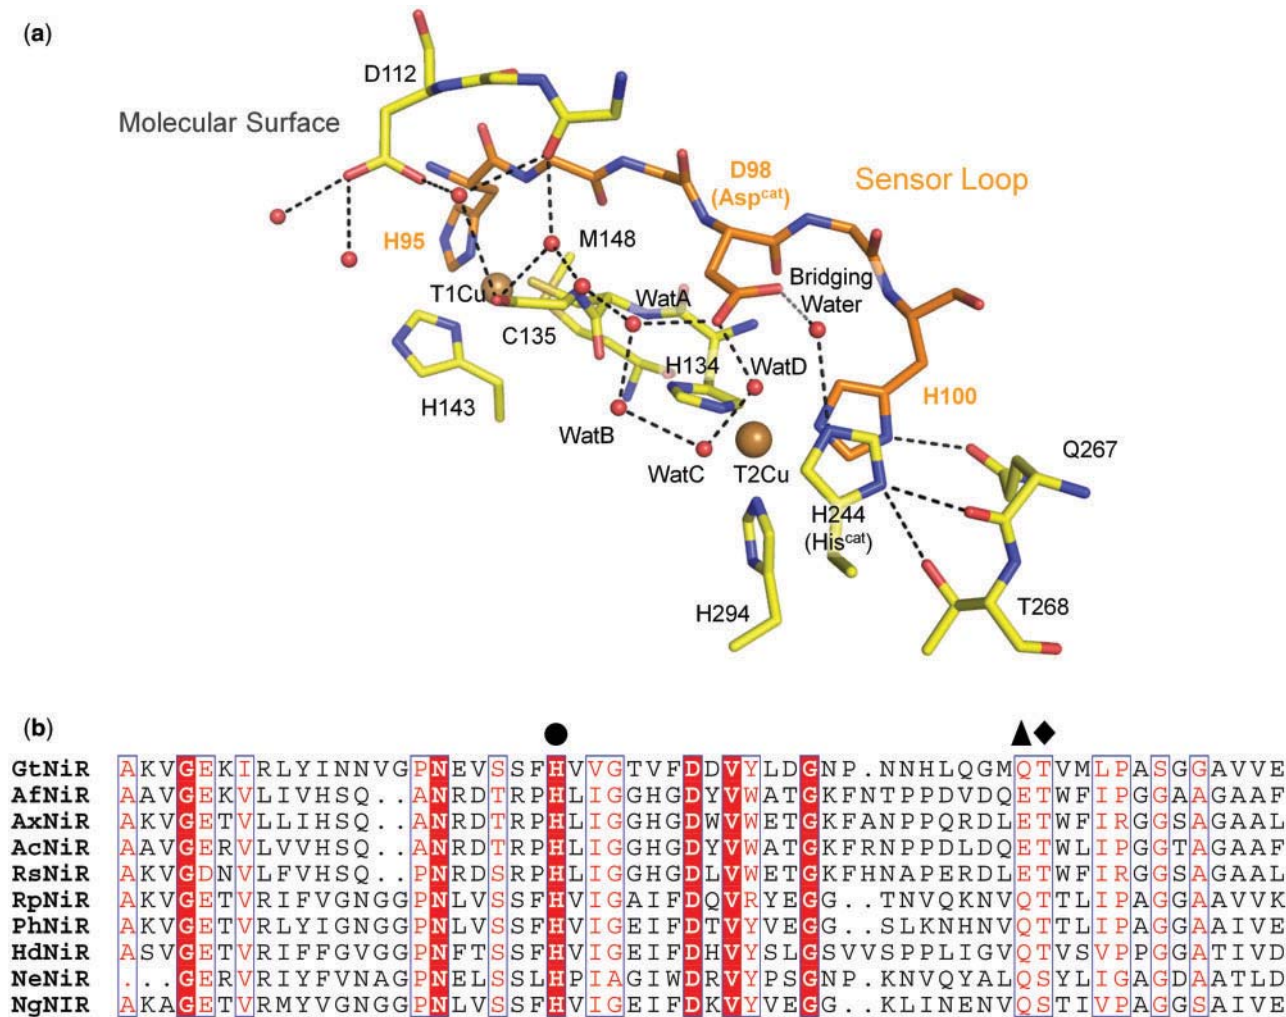 (a)
D112
Molecular Surface
D98
(Asp^cat)
Sensor Loop
H95
M148
Bridging
Water
T1Cu
WatA
C135
H134
WatD
H143
H100
WatB
WatC
T2Cu
Q267
H244
(His^cat)
H294
T268
(b)
GtNiR AKVGEKIRLYINNVGPNEVSSFHVVGTVFDDVYLDGNP.NNHLQGMQTVMLPASGGAVVE
AfNiR AAVGEKVLIVHSQ..ANRDTRPHLIGGHGDYVWATGKFNTPPDVDQETWFIPGGAAGAAF
AxNiR AKVGETVLLIHSQ..ANRDTRPHLIGGHGDWVWETGKFANPPQRDLETWFIRGGSAGAAL
AcNiR AAVGERVLVVHSQ..ANRDTRPHLIGGHGDYVWATGKFRNPPDLDQETWLIPGGTAGAAF
RsNiR AKVGDNVLFVHSQ..PNRDSRPHLIGGHGDLVWETGKFHNAPERDLETWFIRGGSAGAAL
RpNiR AKVGETVRIFVGNGGPNLVSSFHVIGAIFDQVRYEGG..TNVQKNVQTTLIPAGGAAVVK
PhNiR AKVGETVRLYIGNGGPNLVSSFHVIGEIFDTVYVEGG..SLKNHNVQTTLIPAGGAAIVE
HdNiR ASVGETVRIFFGVGGPNFTSSFHVIGEIFDHVYSLGSVVSPPLIGVQTVSVPPGGATIVD
NeNiR ...GERVRIYFVNAGPNELSSLHPIAGIWDRVYPSGNP.KNVQYALQSYLIGAGDAATLD
NgNIR AKAGETVRMYVGNGGPNLVSSFHVIGEIFDKVYVEGG..KLINENVQSTIVPAGGSAIVE